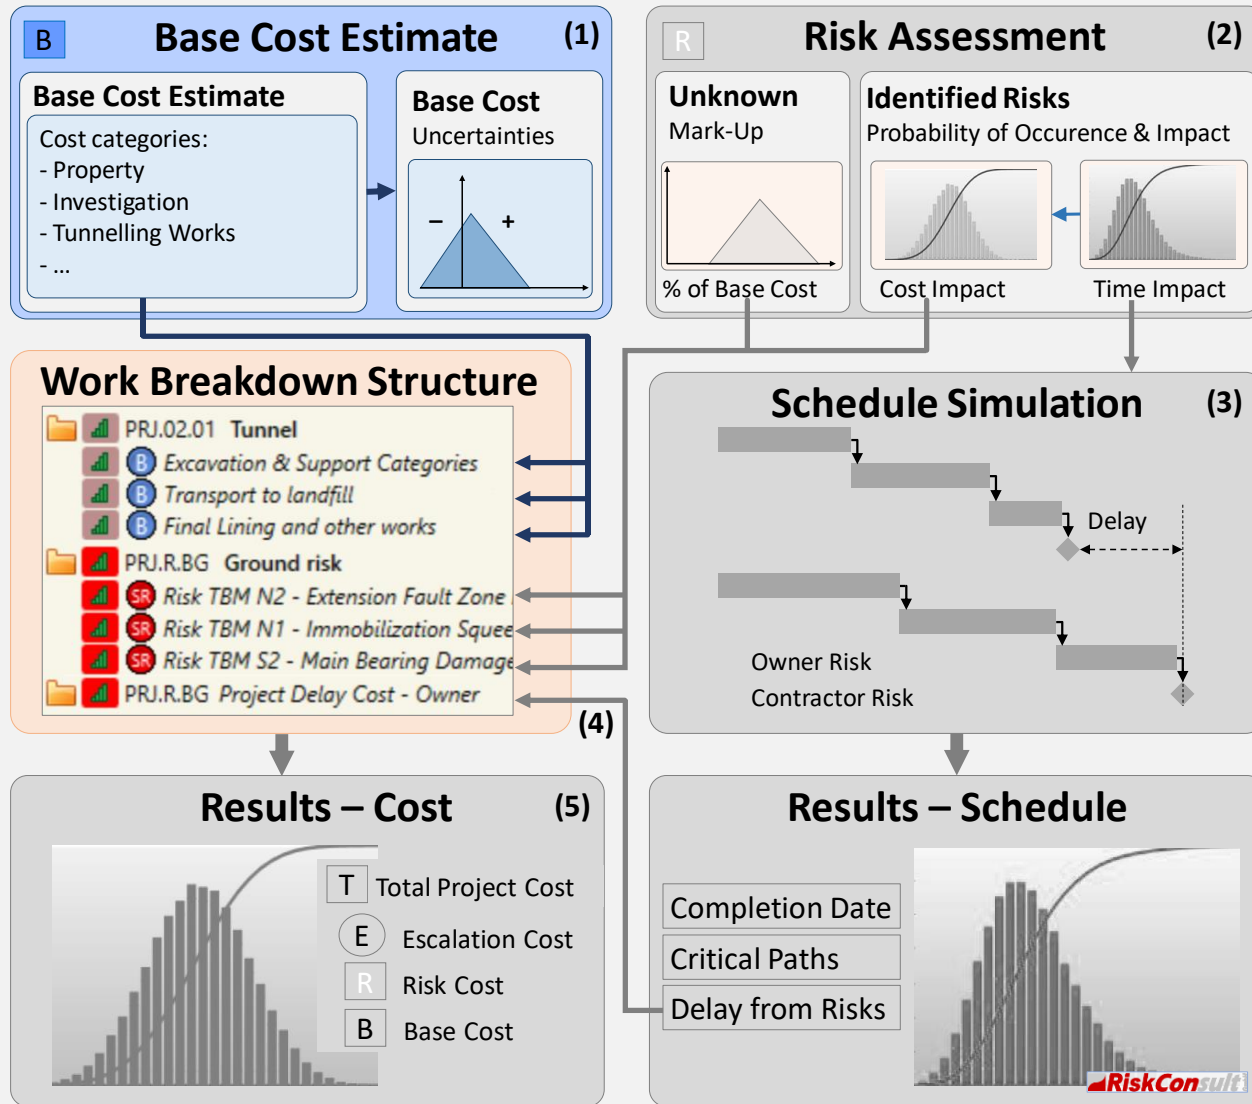 B Base Cost Estimate (1)
Base Cost Estimate
Cost categories:
- Property
- Investigation
- Tunnelling Works
- ...
Base Cost
Uncertainties
– +
R Risk Assessment (2)
Unknown
Mark-Up
% of Base Cost
Identified Risks
Probability of Occurence & Impact
Cost Impact
Time Impact
Work Breakdown Structure
PRJ.02.01 Tunnel
B Excavation & Support Categories
B Transport to landfill
B Final Lining and other works
PRJ.R.BG Ground risk
SR Risk TBM N2 - Extension Fault Zone
SR Risk TBM N1 - Immobilization Squee
SR Risk TBM S2 - Main Bearing Damage
PRJ.R.BG Project Delay Cost - Owner
(4)
Schedule Simulation (3)
Delay
Owner Risk
Contractor Risk
Results – Cost (5)
T Total Project Cost
E Escalation Cost
R Risk Cost
B Base Cost
Results – Schedule
Completion Date
Critical Paths
Delay from Risks
RiskConsult